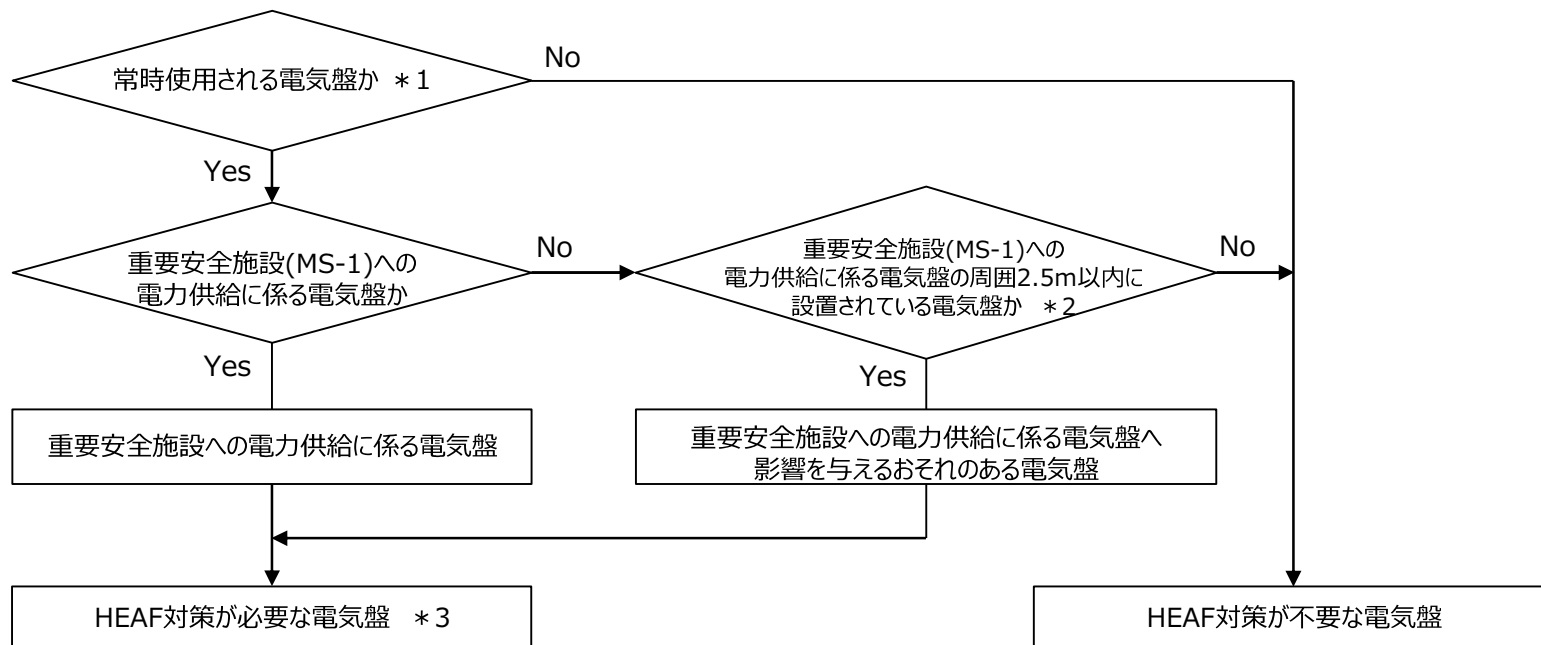 常時使用される電気盤か ＊1
No
Yes
重要安全施設(MS-1)への
電力供給に係る電気盤か
No
重要安全施設(MS-1)への
電力供給に係る電気盤の周囲2.5m以内に
設置されている電気盤か ＊2
No
Yes
Yes
重要安全施設への電力供給に係る電気盤
重要安全施設への電力供給に係る電気盤へ
影響を与えるおそれのある電気盤
HEAF対策が必要な電気盤 ＊3
HEAF対策が不要な電気盤